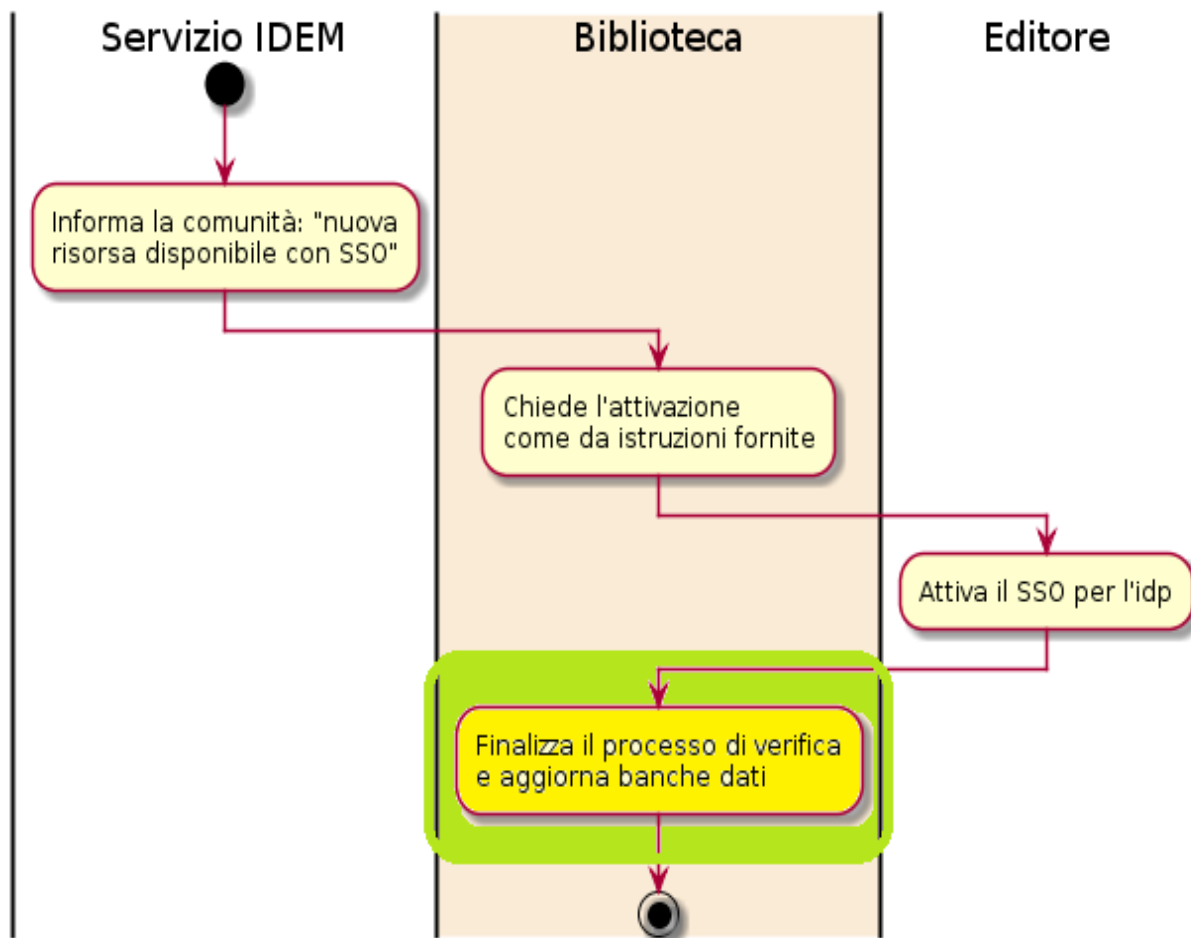 Servizio IDEM
Biblioteca
Editore
Informa la comunità: "nuova
risorsa disponibile con SSO"
Chiede l'attivazione
come da istruzioni fornite
Attiva il SSO per l'idp
Finalizza il processo di verifica
e aggiorna banche dati